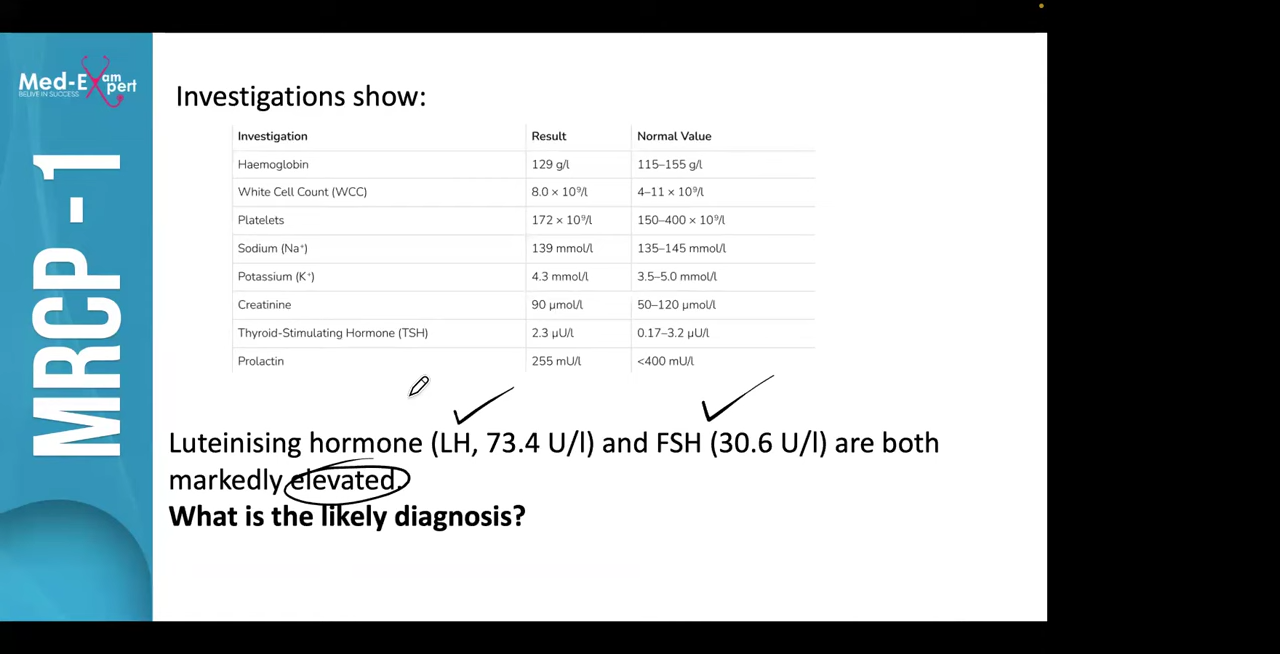 Med-Expert
BELIVE IN SUCCESS
MRCP -1
Investigations show:
Investigation Result Normal Value
Haemoglobin 129 g/l 115–155 g/l
White Cell Count (WCC) 8.0 × 10⁹/l 4–11 × 10⁹/l
Platelets 172 × 10⁹/l 150–400 × 10⁹/l
Sodium (Na⁺) 139 mmol/l 135–145 mmol/l
Potassium (K⁺) 4.3 mmol/l 3.5–5.0 mmol/l
Creatinine 90 µmol/l 50–120 µmol/l
Thyroid-Stimulating Hormone (TSH) 2.3 µU/l 0.17–3.2 µU/l
Prolactin 255 mU/l <400 mU/l
Luteinising hormone (LH, 73.4 U/l) and FSH (30.6 U/l) are both
markedly elevated.
What is the likely diagnosis?